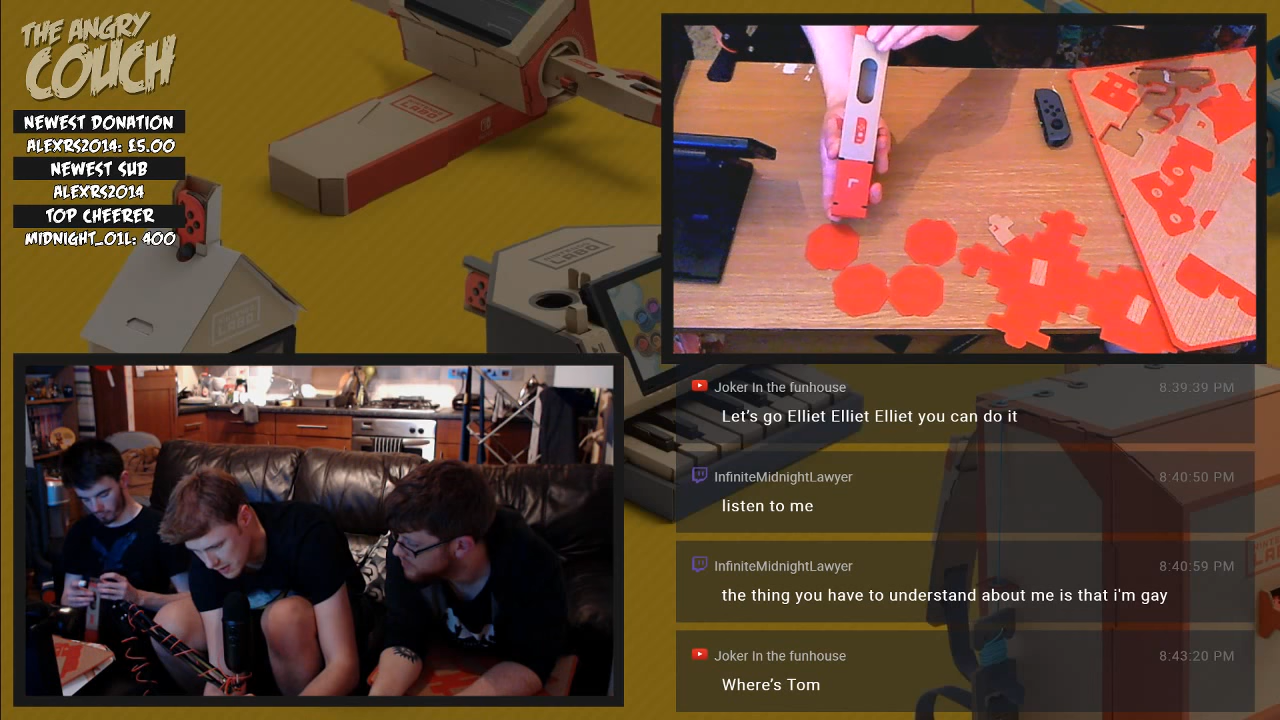 THE ANGRY
COUCH
NEWEST DONATION
ALEXRS2014: £5.00
NEWEST SUB
ALEXRS2014
TOP CHEERER
MIDNIGHT_01L: 400
Joker In the funhouse 8:39:39 PM
Let's go Elliet Elliet Elliet you can do it
InfiniteMidnightLawyer 8:40:50 PM
listen to me
InfiniteMidnightLawyer 8:40:59 PM
the thing you have to understand about me is that i'm gay
Joker In the funhouse 8:43:20 PM
Where's Tom